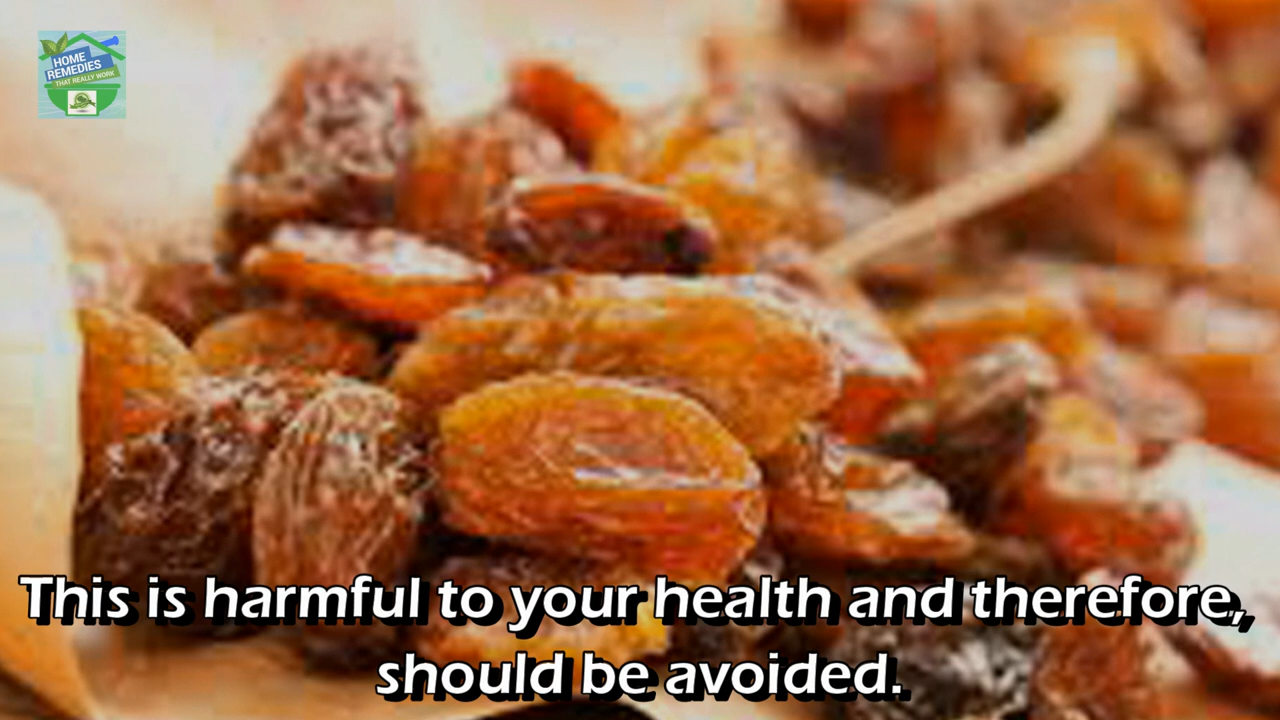 HOME
REMEDIES
THAT REALLY WORK
This is harmful to your health and therefore,
should be avoided.